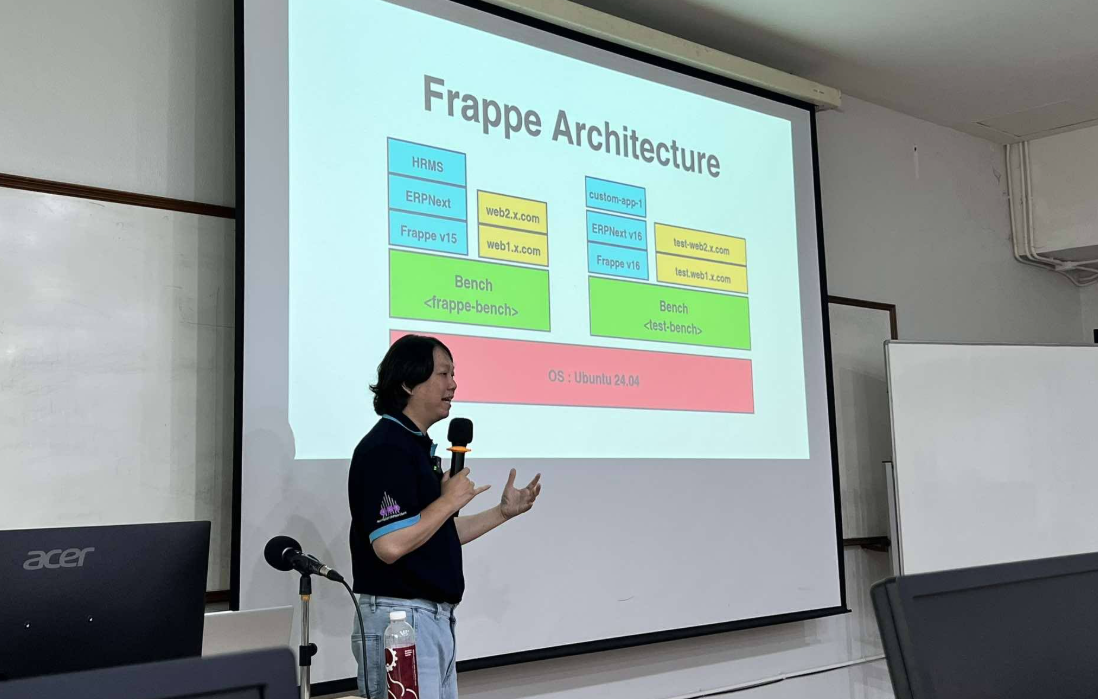 Frappe Architecture
HRMS
ERPNext
Frappe v15
web2.x.com
web1.x.com
Bench
<frappe-bench>
custom-app-1
ERPNext v16
Frappe v16
test-web2.x.com
test.web1.x.com
Bench
<test-bench>
OS : Ubuntu 24.04
acer